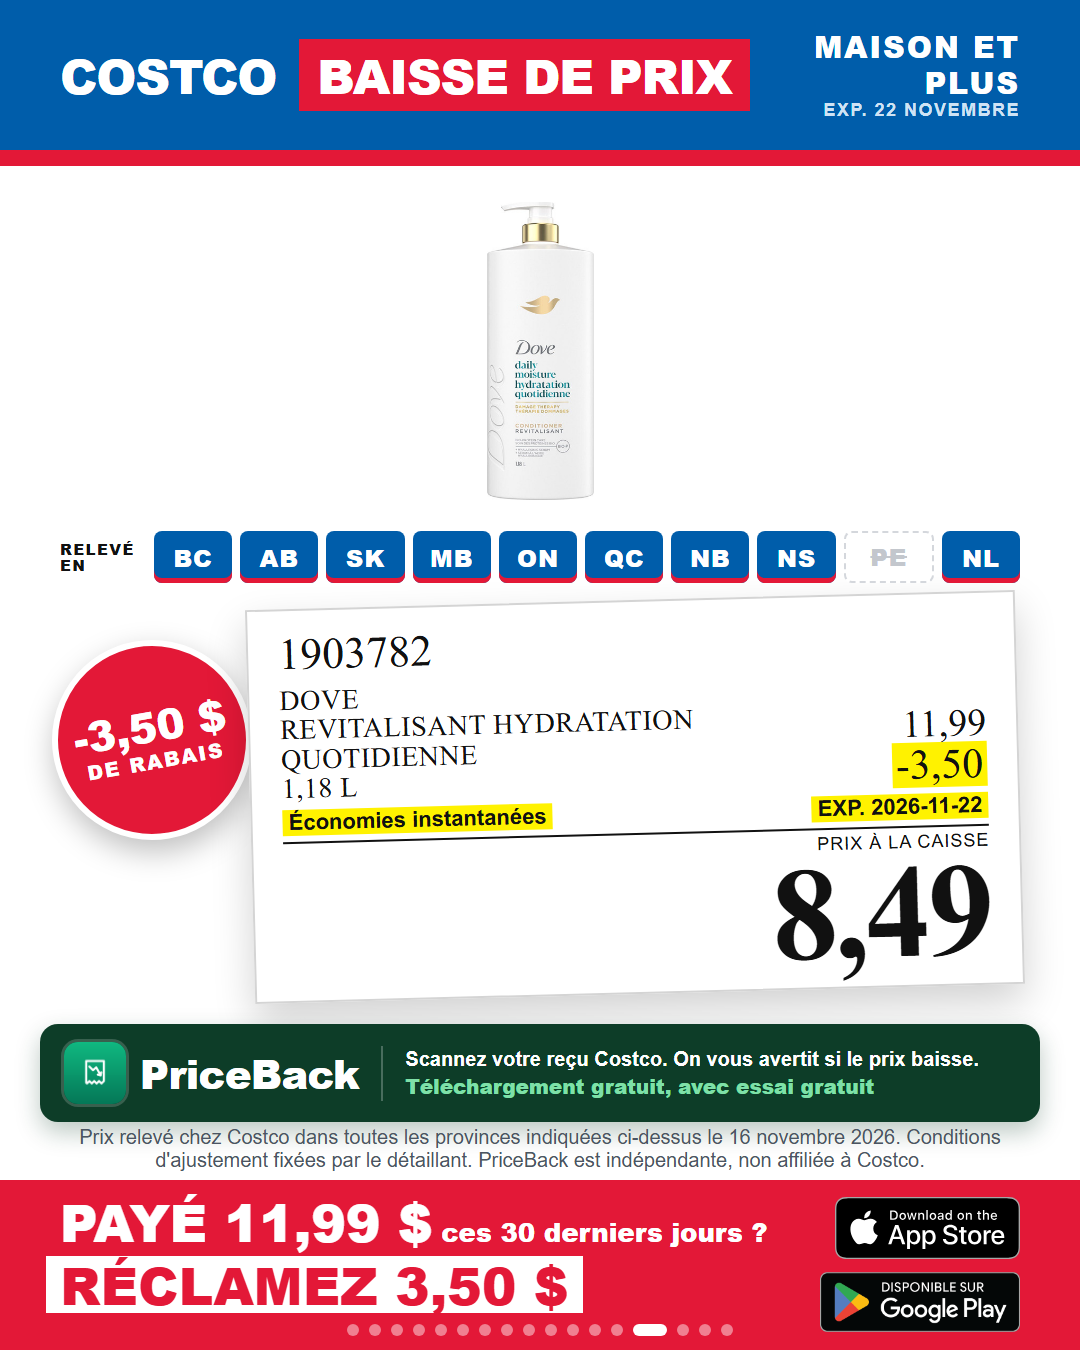 COSTCO BAISSE DE PRIX
MAISON ET
PLUS
EXP. 22 NOVEMBRE
Dove
Dove
daily
moisture
hydratation
quotidienne
DAMAGE THERAPY
CONDITIONER
REVITALISANT
RELEVÉ
EN
BC AB SK MB ON QC NB NS PE NL
-3,50 $
DE RABAIS
1903782
DOVE
REVITALISANT HYDRATATION
QUOTIDIENNE
1,18 L
11,99
-3,50
Économies instantanées
EXP. 2026-11-22
PRIX À LA CAISSE
8,49
PriceBack
Scannez votre reçu Costco. On vous avertit si le prix baisse.
Téléchargement gratuit, avec essai gratuit
Prix relevé chez Costco dans toutes les provinces indiquées ci-dessus le 16 novembre 2026. Conditions
d'ajustement fixées par le détaillant. PriceBack est indépendante, non affiliée à Costco.
PAYÉ 11,99 $ ces 30 derniers jours ?
RÉCLAMEZ 3,50 $
Download on the
App Store
DISPONIBLE SUR
Google Play